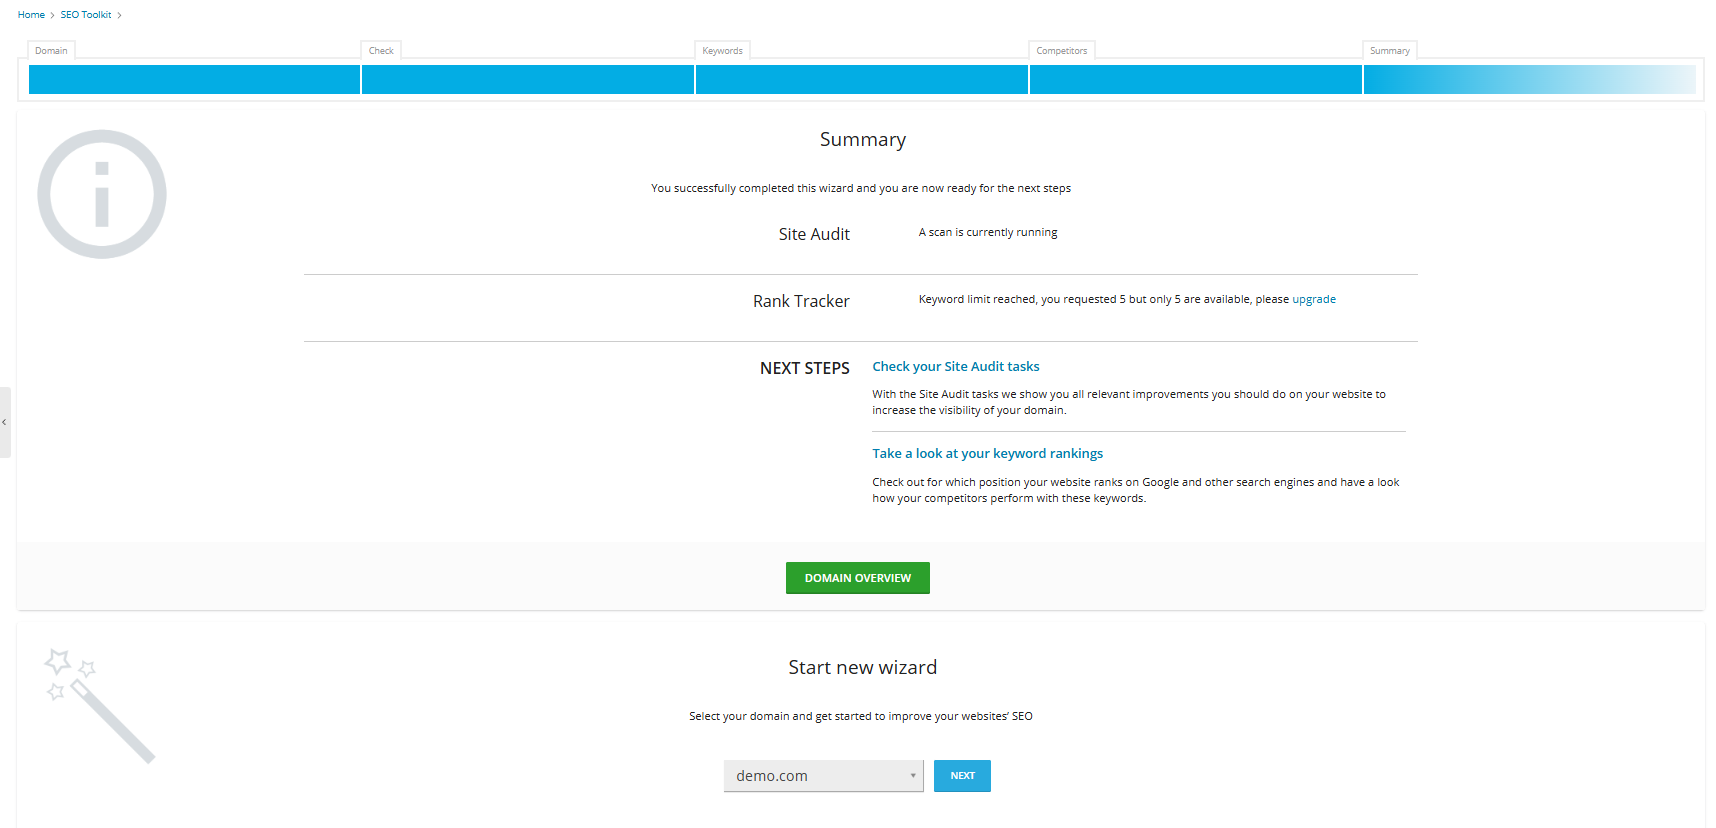 Home > SEO Toolkit >
Domain
Check
Keywords
Competitors
Summary
Summary
You successfully completed this wizard and you are now ready for the next steps
Site Audit
A scan is currently running
Rank Tracker
Keyword limit reached, you requested 5 but only 5 are available, please upgrade
NEXT STEPS
Check your Site Audit tasks
With the Site Audit tasks we show you all relevant improvements you should do on your website to
increase the visibility of your domain.
Take a look at your keyword rankings
Check out for which position your website ranks on Google and other search engines and have a look
how your competitors perform with these keywords.
DOMAIN OVERVIEW
Start new wizard
Select your domain and get started to improve your websites' SEO
demo.com
NEXT